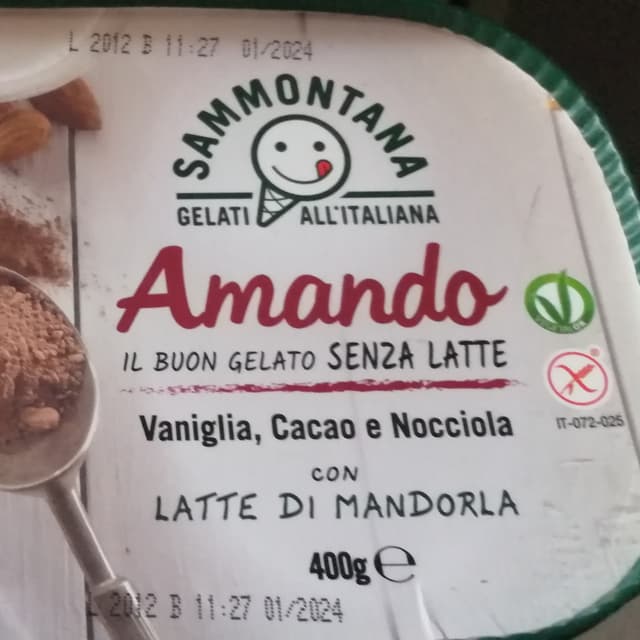 L 2012 B 11:27 01/2024
SAMMONTANA
GELATI ALL'ITALIANA
Amando
IL BUON GELATO SENZA LATTE
Vaniglia, Cacao e Nocciola
IT-072-025
CON
LATTE DI MANDORLA
400g e
L 2012 B 11:27 01/2024